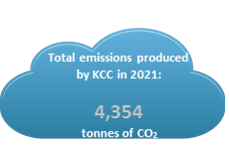 Total emissions produced
by KCC in 2021:
4,354
tonnes of CO₂